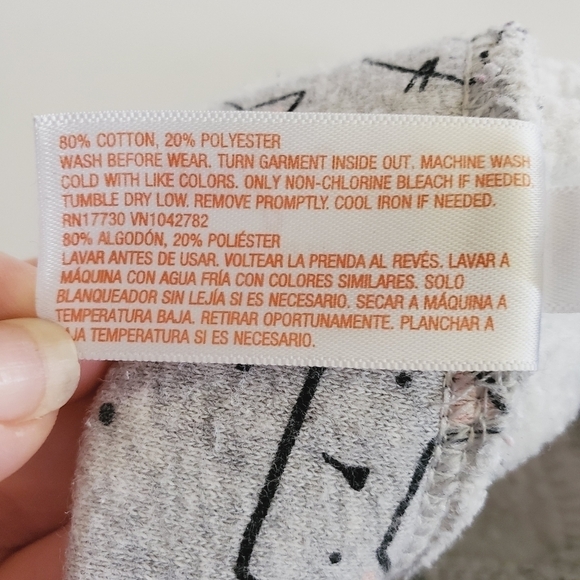 80% COTTON, 20% POLYESTER
WASH BEFORE WEAR. TURN GARMENT INSIDE OUT. MACHINE WASH
COLD WITH LIKE COLORS. ONLY NON-CHLORINE BLEACH IF NEEDED.
TUMBLE DRY LOW. REMOVE PROMPTLY. COOL IRON IF NEEDED.
RN17730 VN1042782
80% ALGODÓN, 20% POLIÉSTER
LAVAR ANTES DE USAR. VOLTEAR LA PRENDA AL REVÉS. LAVAR A
MÁQUINA CON AGUA FRÍA CON COLORES SIMILARES. SOLO
BLANQUEADOR SIN LEJÍA SI ES NECESARIO. SECAR A MÁQUINA A
TEMPERATURA BAJA. RETIRAR OPORTUNAMENTE. PLANCHAR A
TEMPERATURA SI ES NECESARIO.